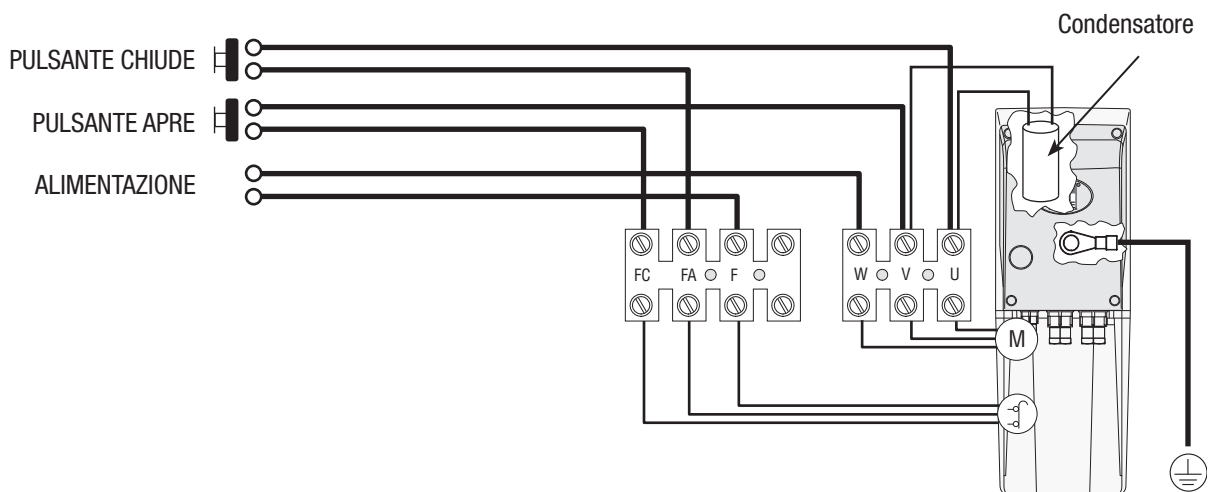 Condensatore
PULSANTE CHIUDE
PULSANTE APRE
ALIMENTAZIONE
FC FA F W V U
M